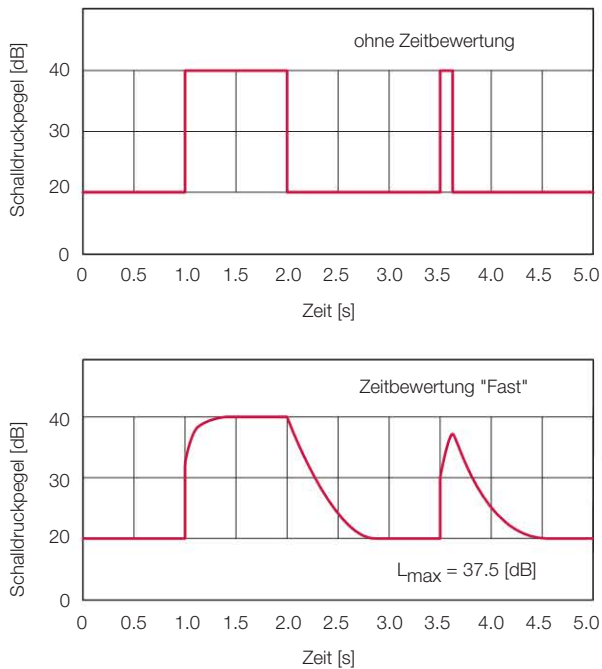 ohne Zeitbewertung
Schalldruckpegel [dB]
40
30
20
0
0 0.5 1.0 1.5 2.0 2.5 3.0 3.5 4.0 4.5 5.0
Zeit [s]
Zeitbewertung "Fast"
Schalldruckpegel [dB]
40
30
20
0
Lmax = 37.5 [dB]
0 0.5 1.0 1.5 2.0 2.5 3.0 3.5 4.0 4.5 5.0
Zeit [s]